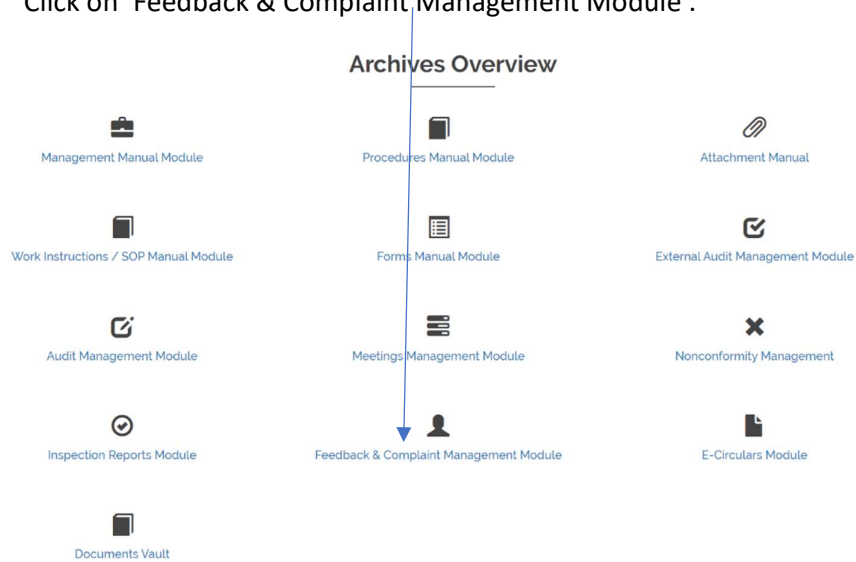 Click on "Feedback & Complaint Management Module".
Archives Overview
Management Manual Module
Procedures Manual Module
Attachment Manual
Work Instructions / SOP Manual Module
Forms Manual Module
External Audit Management Module
Audit Management Module
Meetings Management Module
Nonconformity Management
Inspection Reports Module
Feedback & Complaint Management Module
E-Circulars Module
Documents Vault